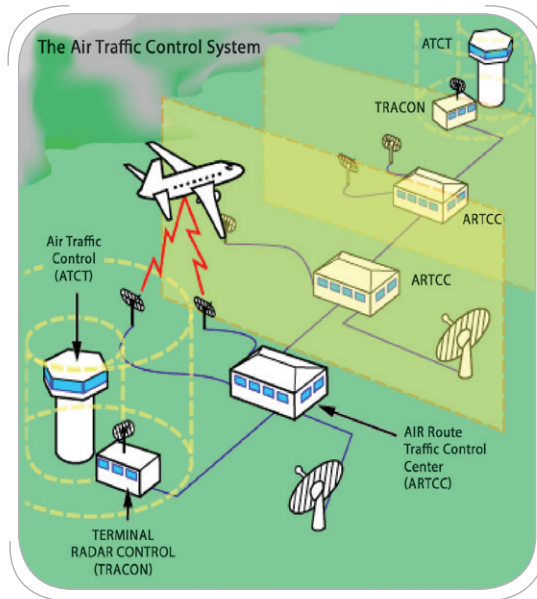 The Air Traffic Control System
ATCT
TRACON
ARTCC
Air Traffic
Control
(ATCT)
ARTCC
AIR Route
Traffic Control
Center
(ARTCC)
TERMINAL
RADAR CONTROL
(TRACON)